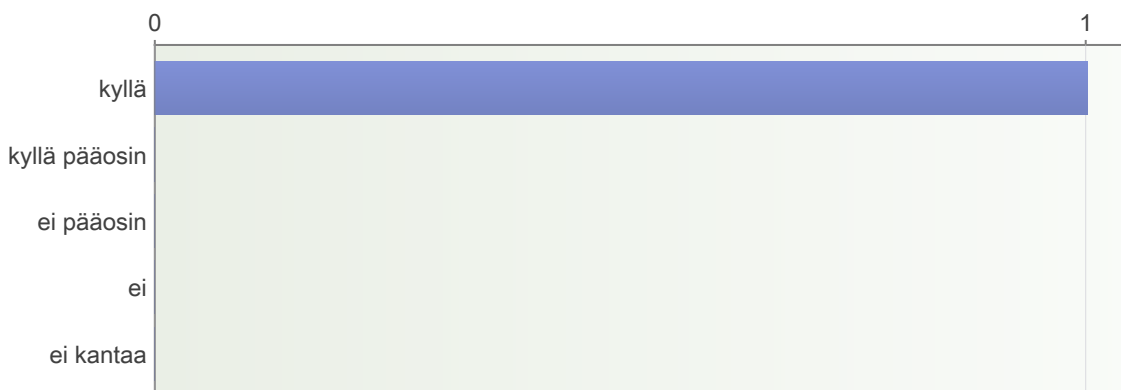 0 1
kyllä
kyllä pääosin
ei pääosin
ei
ei kantaa